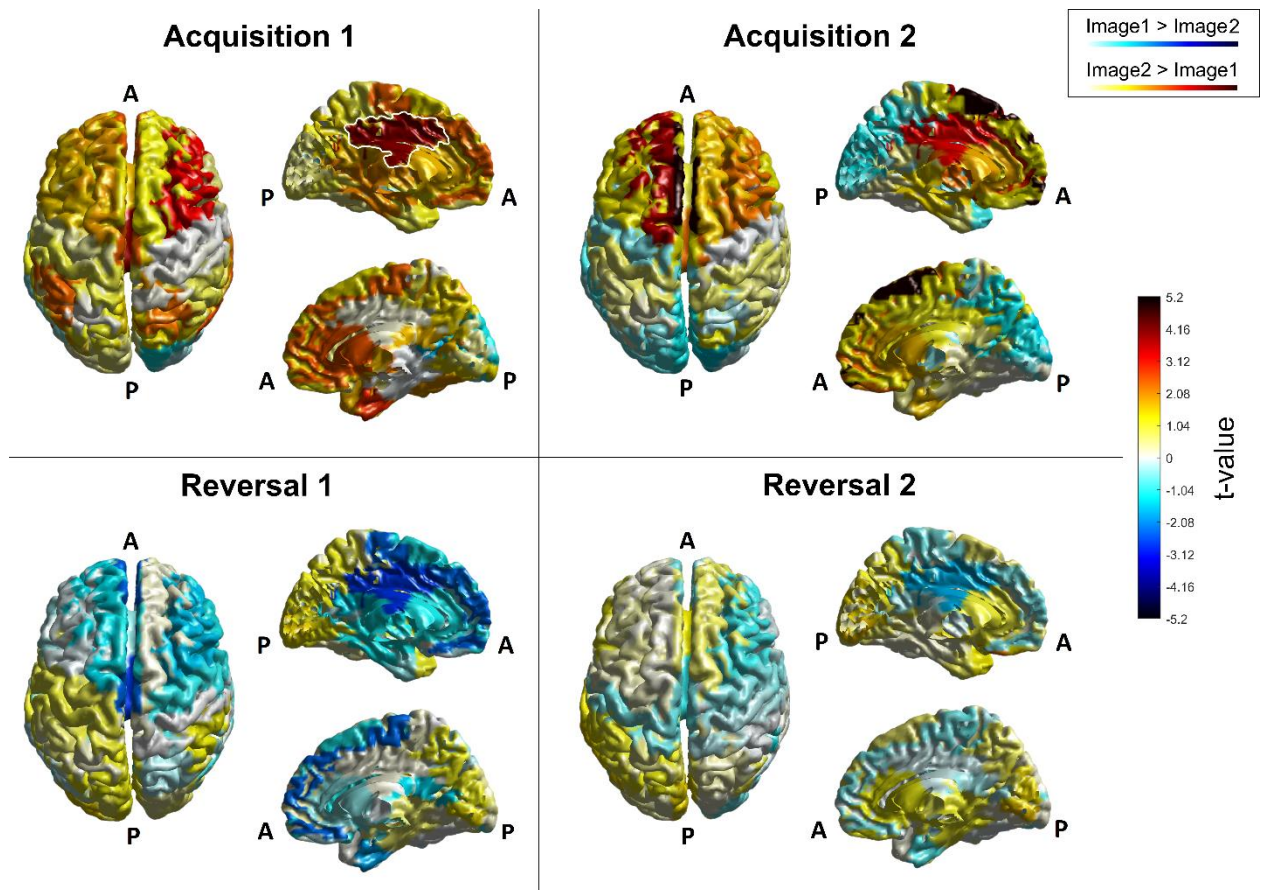 Acquisition 1
Acquisition 2
Image1 > Image2
Image2 > Image1
A
P
A
A
P
P
A
P
A
A
P
P
5.2
4.16
3.12
2.08
1.04
0
-1.04
-2.08
-3.12
-4.16
-5.2
t-value
Reversal 1
Reversal 2
A
P
A
A
P
P
A
P
A
A
P
P